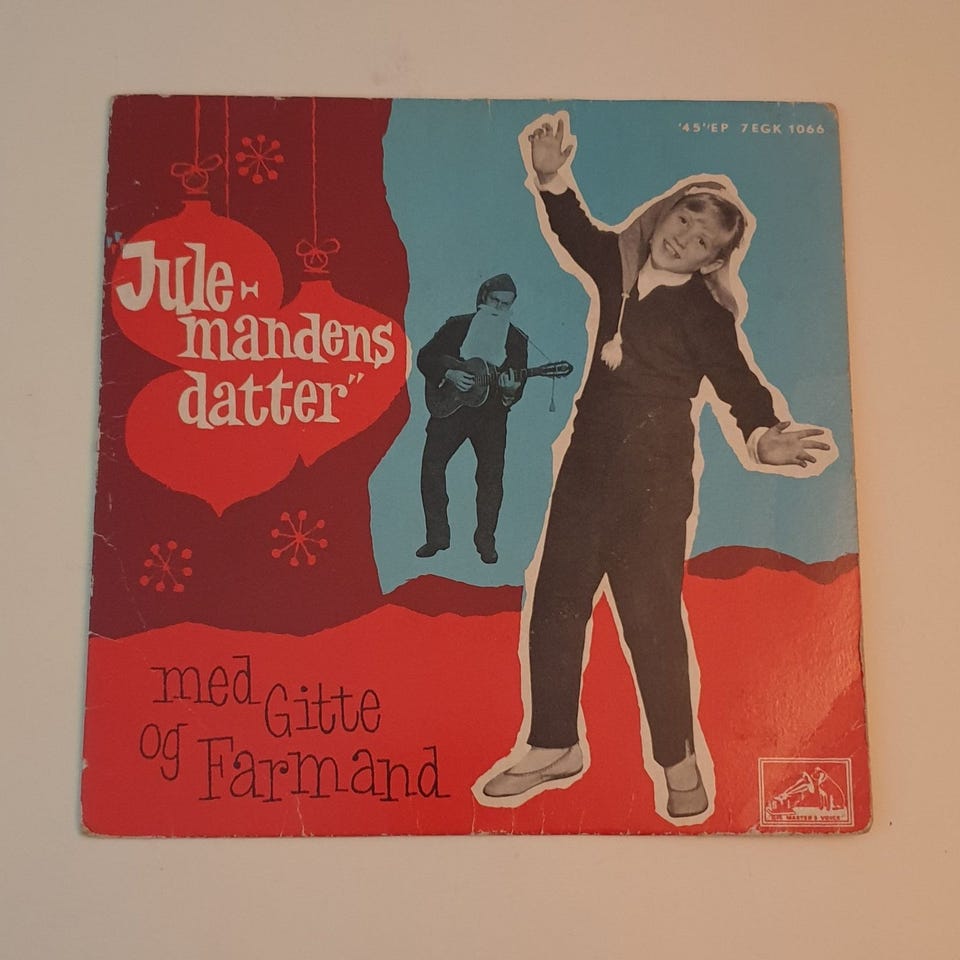 '45' EP 7EGK 1066
"Jule-
mandens
datter"
med Gitte
og Farmand
HIS MASTER'S VOICE